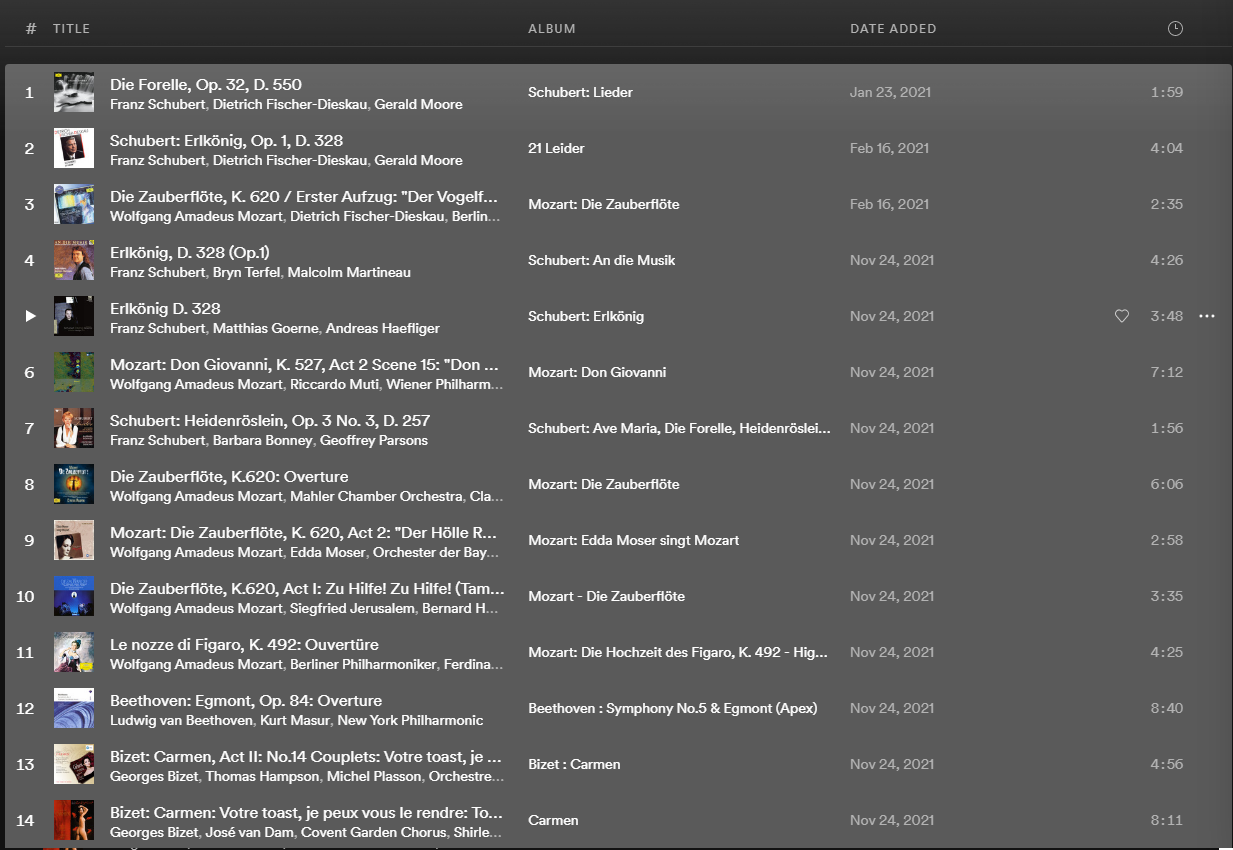 # TITLE ALBUM DATE ADDED
1 Die Forelle, Op. 32, D. 550
Franz Schubert, Dietrich Fischer-Dieskau, Gerald Moore
Schubert: Lieder Jan 23, 2021 1:59
2 Schubert: Erlkönig, Op. 1, D. 328
Franz Schubert, Dietrich Fischer-Dieskau, Gerald Moore
21 Leider Feb 16, 2021 4:04
3 Die Zauberflöte, K. 620 / Erster Aufzug: "Der Vogelf...
Wolfgang Amadeus Mozart, Dietrich Fischer-Dieskau, Berlin...
Mozart: Die Zauberflöte Feb 16, 2021 2:35
4 Erlkönig, D. 328 (Op.1)
Franz Schubert, Bryn Terfel, Malcolm Martineau
Schubert: An die Musik Nov 24, 2021 4:26
Erlkönig D. 328
Franz Schubert, Matthias Goerne, Andreas Haefliger
Schubert: Erlkönig Nov 24, 2021 3:48 ...
6 Mozart: Don Giovanni, K. 527, Act 2 Scene 15: "Don ...
Wolfgang Amadeus Mozart, Riccardo Muti, Wiener Philharm...
Mozart: Don Giovanni Nov 24, 2021 7:12
7 Schubert: Heidenröslein, Op. 3 No. 3, D. 257
Franz Schubert, Barbara Bonney, Geoffrey Parsons
Schubert: Ave Maria, Die Forelle, Heidenröslei... Nov 24, 2021 1:56
8 Die Zauberflöte, K.620: Overture
Wolfgang Amadeus Mozart, Mahler Chamber Orchestra, Cla...
Mozart: Die Zauberflöte Nov 24, 2021 6:06
9 Mozart: Die Zauberflöte, K. 620, Act 2: "Der Hölle R...
Wolfgang Amadeus Mozart, Edda Moser, Orchester der Bay...
Mozart: Edda Moser singt Mozart Nov 24, 2021 2:58
10 Die Zauberflöte, K.620, Act I: Zu Hilfe! Zu Hilfe! (Tam...
Wolfgang Amadeus Mozart, Siegfried Jerusalem, Bernard H...
Mozart - Die Zauberflöte Nov 24, 2021 3:35
11 Le nozze di Figaro, K. 492: Ouvertüre
Wolfgang Amadeus Mozart, Berliner Philharmoniker, Ferdina...
Mozart: Die Hochzeit des Figaro, K. 492 - Hig... Nov 24, 2021 4:25
12 Beethoven: Egmont, Op. 84: Overture
Ludwig van Beethoven, Kurt Masur, New York Philharmonic
Beethoven : Symphony No.5 & Egmont (Apex) Nov 24, 2021 8:40
13 Bizet: Carmen, Act II: No.14 Couplets: Votre toast, je ...
Georges Bizet, Thomas Hampson, Michel Plasson, Orchestre...
Bizet : Carmen Nov 24, 2021 4:56
14 Bizet: Carmen: Votre toast, je peux vous le rendre: To...
Georges Bizet, José van Dam, Covent Garden Chorus, Shirle...
Carmen Nov 24, 2021 8:11